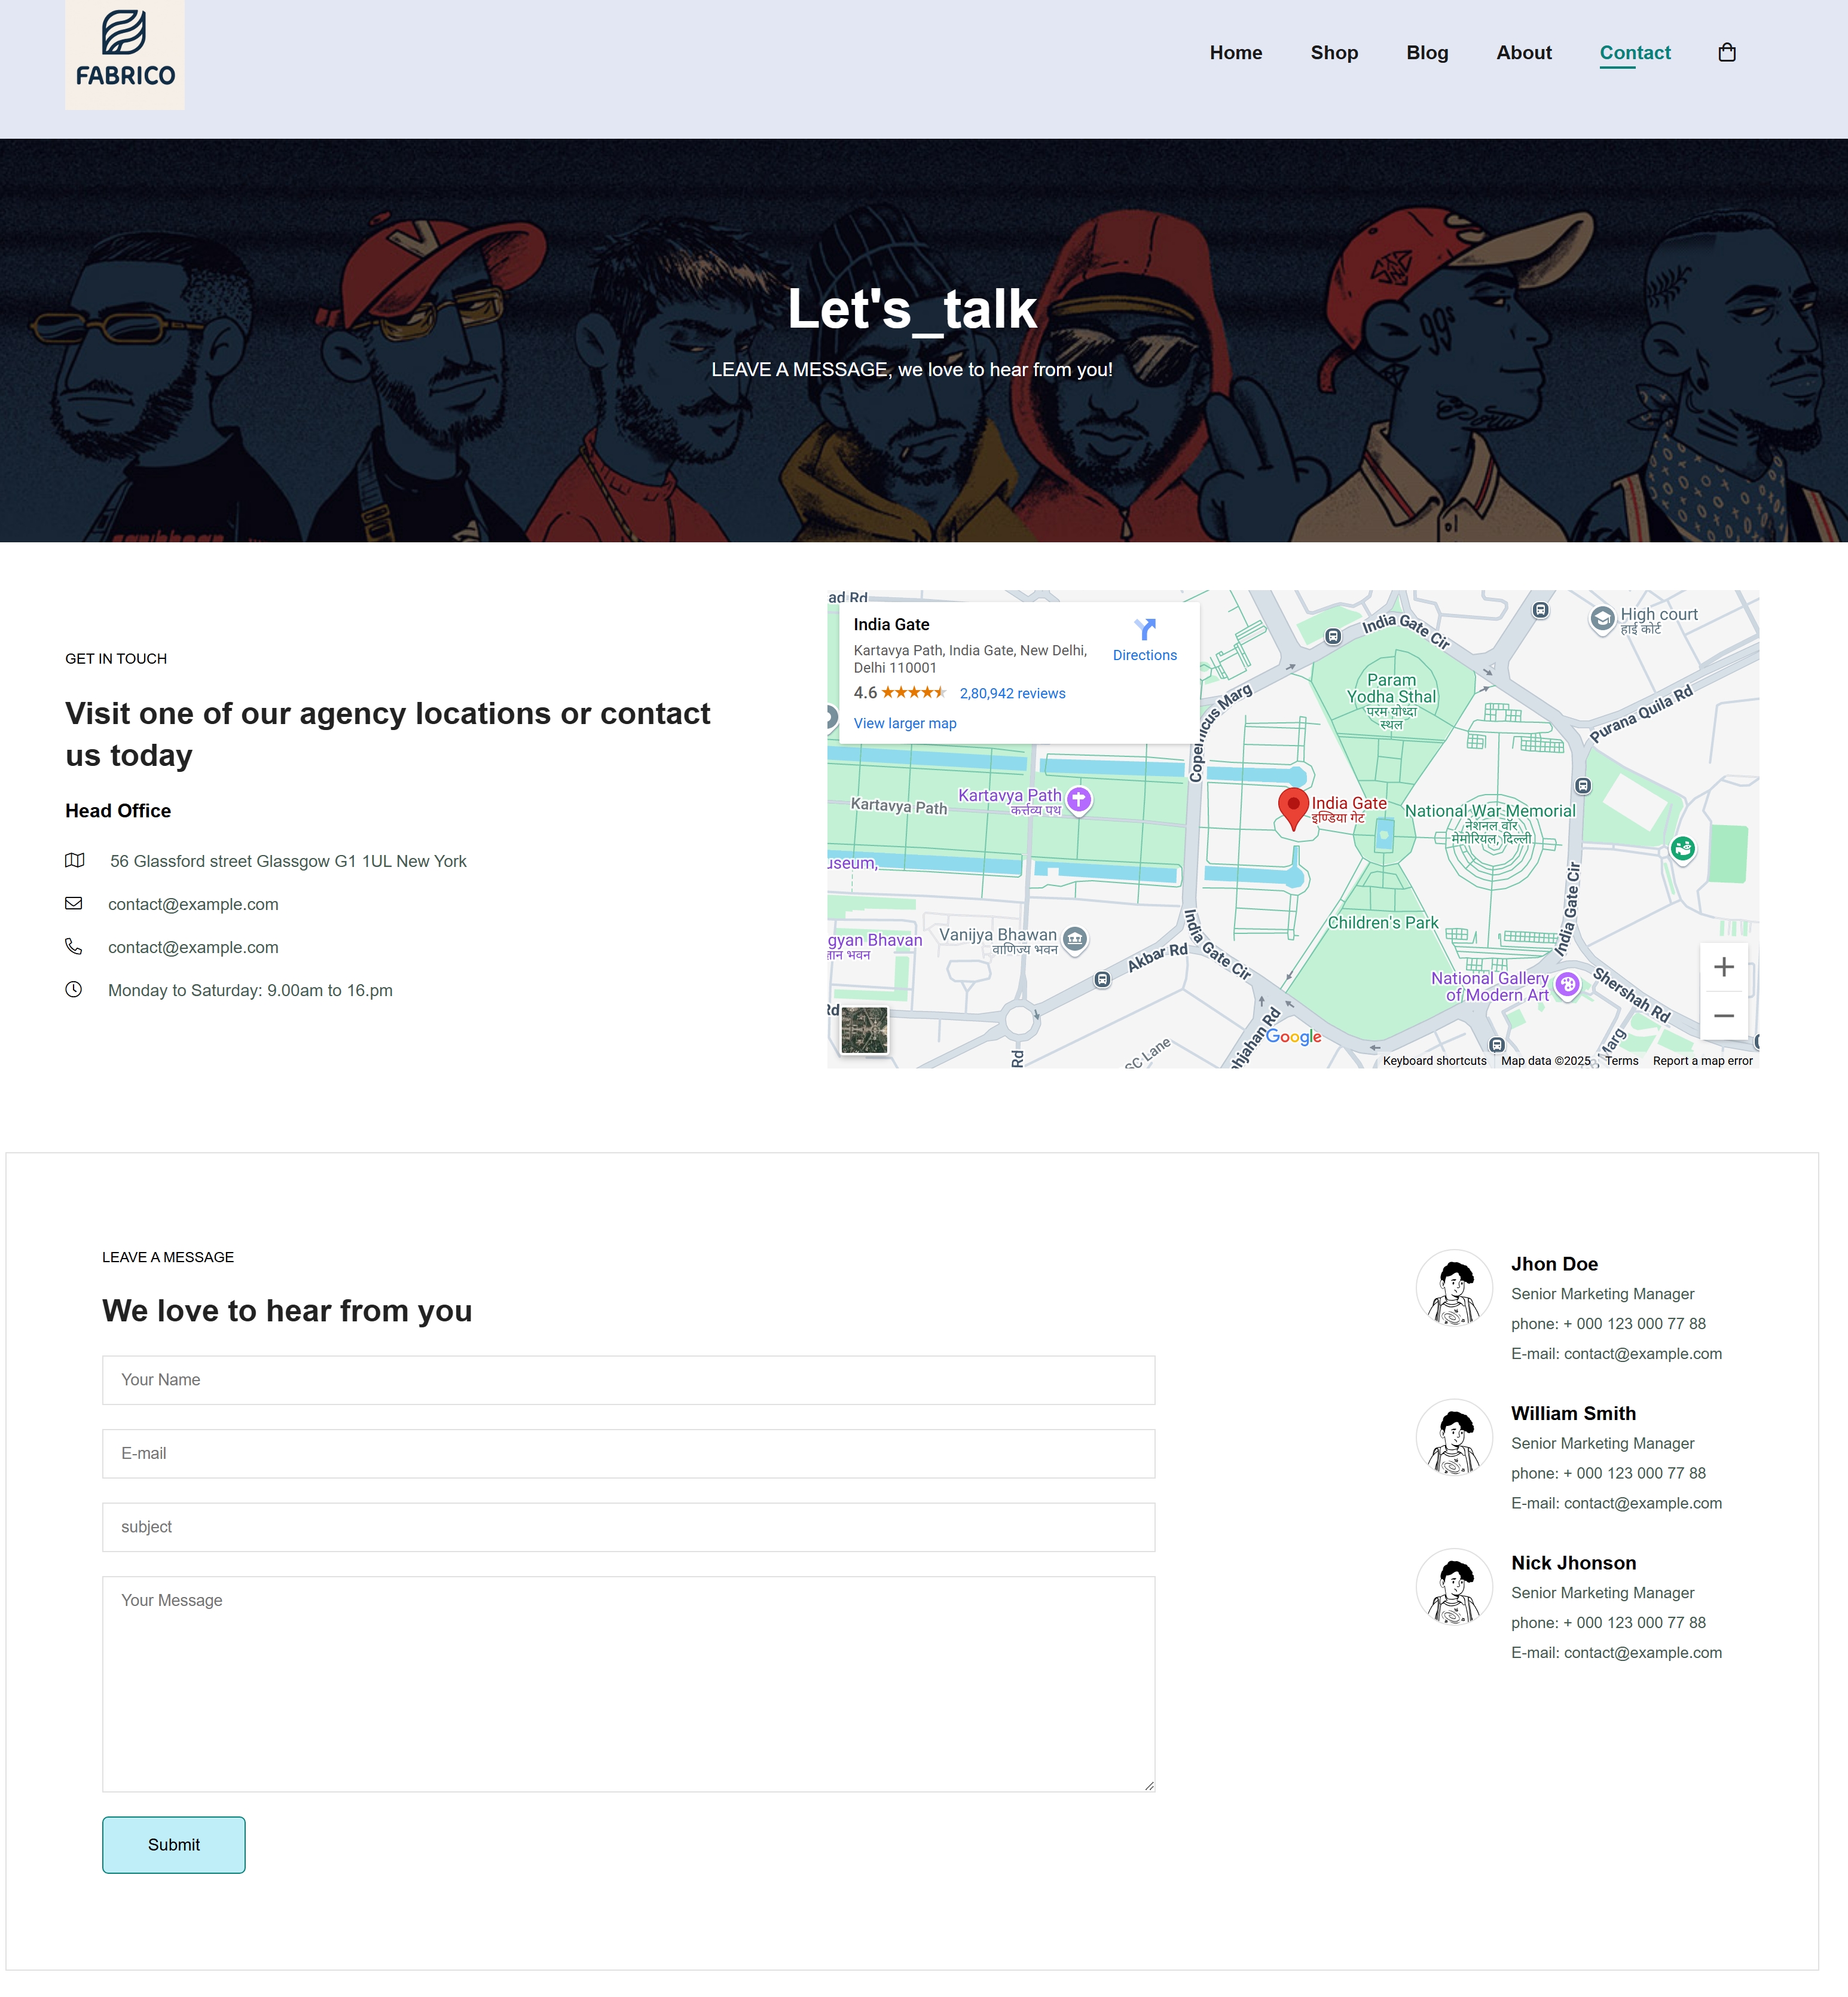 FABRICO
Home Shop Blog About Contact
Let's_talk
LEAVE A MESSAGE, we love to hear from you!
GET IN TOUCH
Visit one of our agency locations or contact
us today
Head Office
56 Glassford street Glassgow G1 1UL New York
contact@example.com
contact@example.com
Monday to Saturday: 9.00am to 16.pm
ad Rd
India Gate
Kartavya Path, India Gate, New Delhi,
Delhi 110001
Directions
4.6 2,80,942 reviews
View larger map
India Gate Cir
High court
हाई कोर्ट
Param
Yodha Sthal
परम योध्दा
स्थल
Purana Quila Rd
Kartavya Path
Kartavya Path
कर्त्तव्य पथ
India Gate
इण्डिया गेट
National War Memorial
नेशनल वॉर
मेमोरियल, दिल्ली
useum,
India Gate Cir
Children's Park
gyan Bhavan
Vanijya Bhawan
वाणिज्य भवन
Akbar Rd
India Gate Cir
National Gallery
of Modern Art
Shershah Rd
Rd
Rd
SC Lane
hjahan Rd
Marg
Google
Keyboard shortcuts Map data ©2025 Terms Report a map error
LEAVE A MESSAGE
We love to hear from you
Your Name
E-mail
subject
Your Message
Submit
Jhon Doe
Senior Marketing Manager
phone: + 000 123 000 77 88
E-mail: contact@example.com
William Smith
Senior Marketing Manager
phone: + 000 123 000 77 88
E-mail: contact@example.com
Nick Jhonson
Senior Marketing Manager
phone: + 000 123 000 77 88
E-mail: contact@example.com